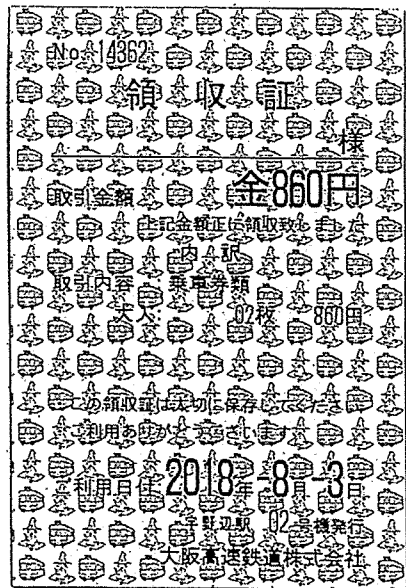 No. 14362
領収証
様
取引金額 金860円
上記金額正に領収致しました
内 訳
取引内容 : 乗車券類
大人: 02枚 860円
この領収証は大切に保存してください
ご利用ありがとうございます
利用日付 2018年-8月-3日
宇野辺駅 02号機発行
大阪高速鉄道株式会社